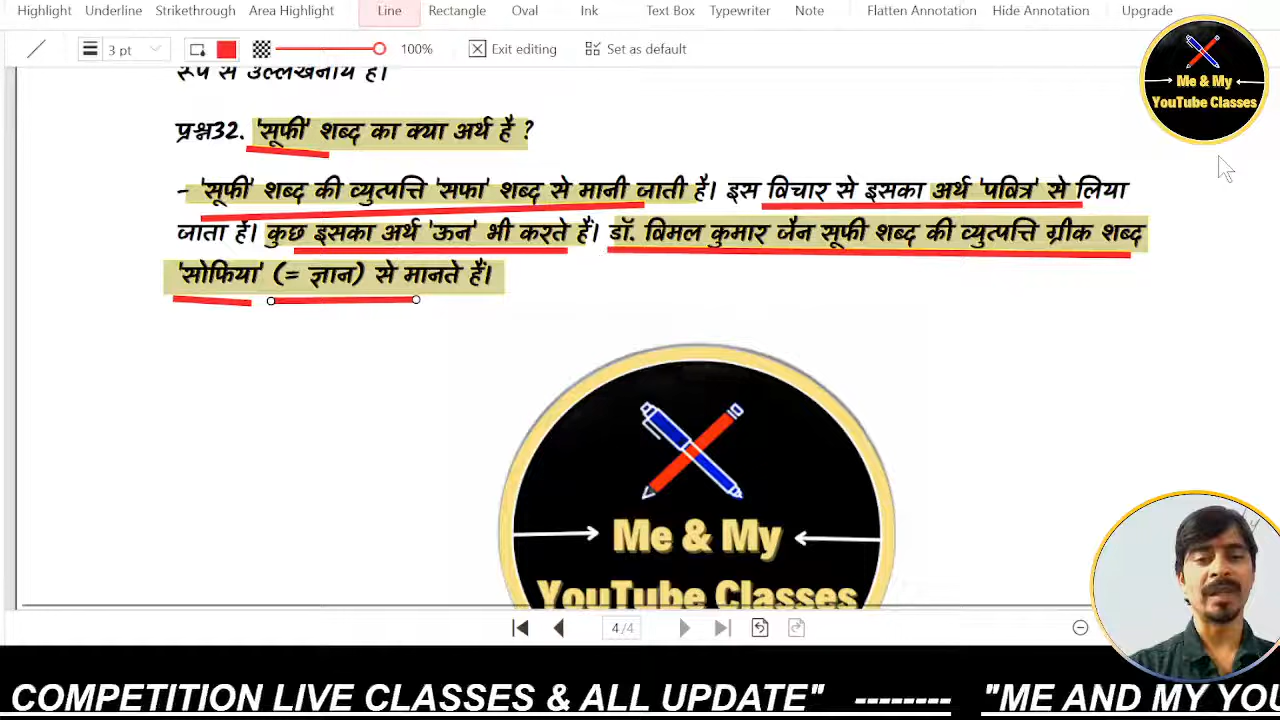 Highlight Underline Strikethrough Area Highlight Line Rectangle Oval Ink Text Box Typewriter Note Flatten Annotation Hide Annotation Upgrade
3 pt 100% Exit editing Set as default
रूप से उल्लेखनीय है।
Me & My
YouTube Classes
प्रश्न32. 'सूफी' शब्द का क्या अर्थ है ?
- 'सूफी' शब्द की व्युत्पत्ति 'सफा' शब्द से मानी जाती है। इस विचार से इसका अर्थ 'पवित्र' से लिया
जाता है। कुछ इसका अर्थ 'ऊन' भी करते हैं। डॉ. विमल कुमार जैन सूफी शब्द की व्युत्पत्ति ग्रीक शब्द
'सोफिया' (= ज्ञान) से मानते हैं।
Me & My
YouTube Classes
4 /4
COMPETITION LIVE CLASSES & ALL UPDATE" -------- "ME AND MY YOU